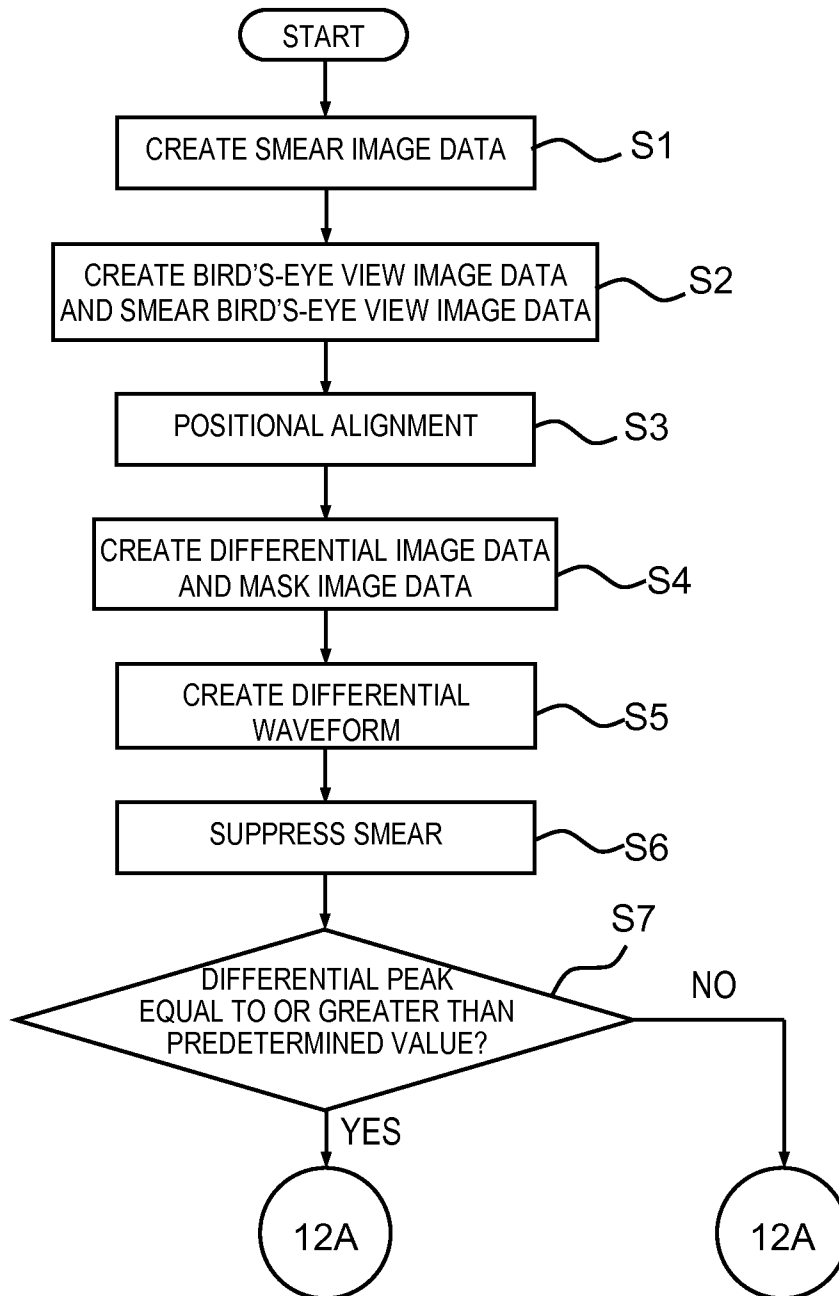 START
CREATE SMEAR IMAGE DATA
S1
CREATE BIRD'S-EYE VIEW IMAGE DATA
AND SMEAR BIRD'S-EYE VIEW IMAGE DATA
S2
POSITIONAL ALIGNMENT
S3
CREATE DIFFERENTIAL IMAGE DATA
AND MASK IMAGE DATA
S4
CREATE DIFFERENTIAL
WAVEFORM
S5
SUPPRESS SMEAR
S6
S7
DIFFERENTIAL PEAK
EQUAL TO OR GREATER THAN
PREDETERMINED VALUE?
NO
YES
12A
12A